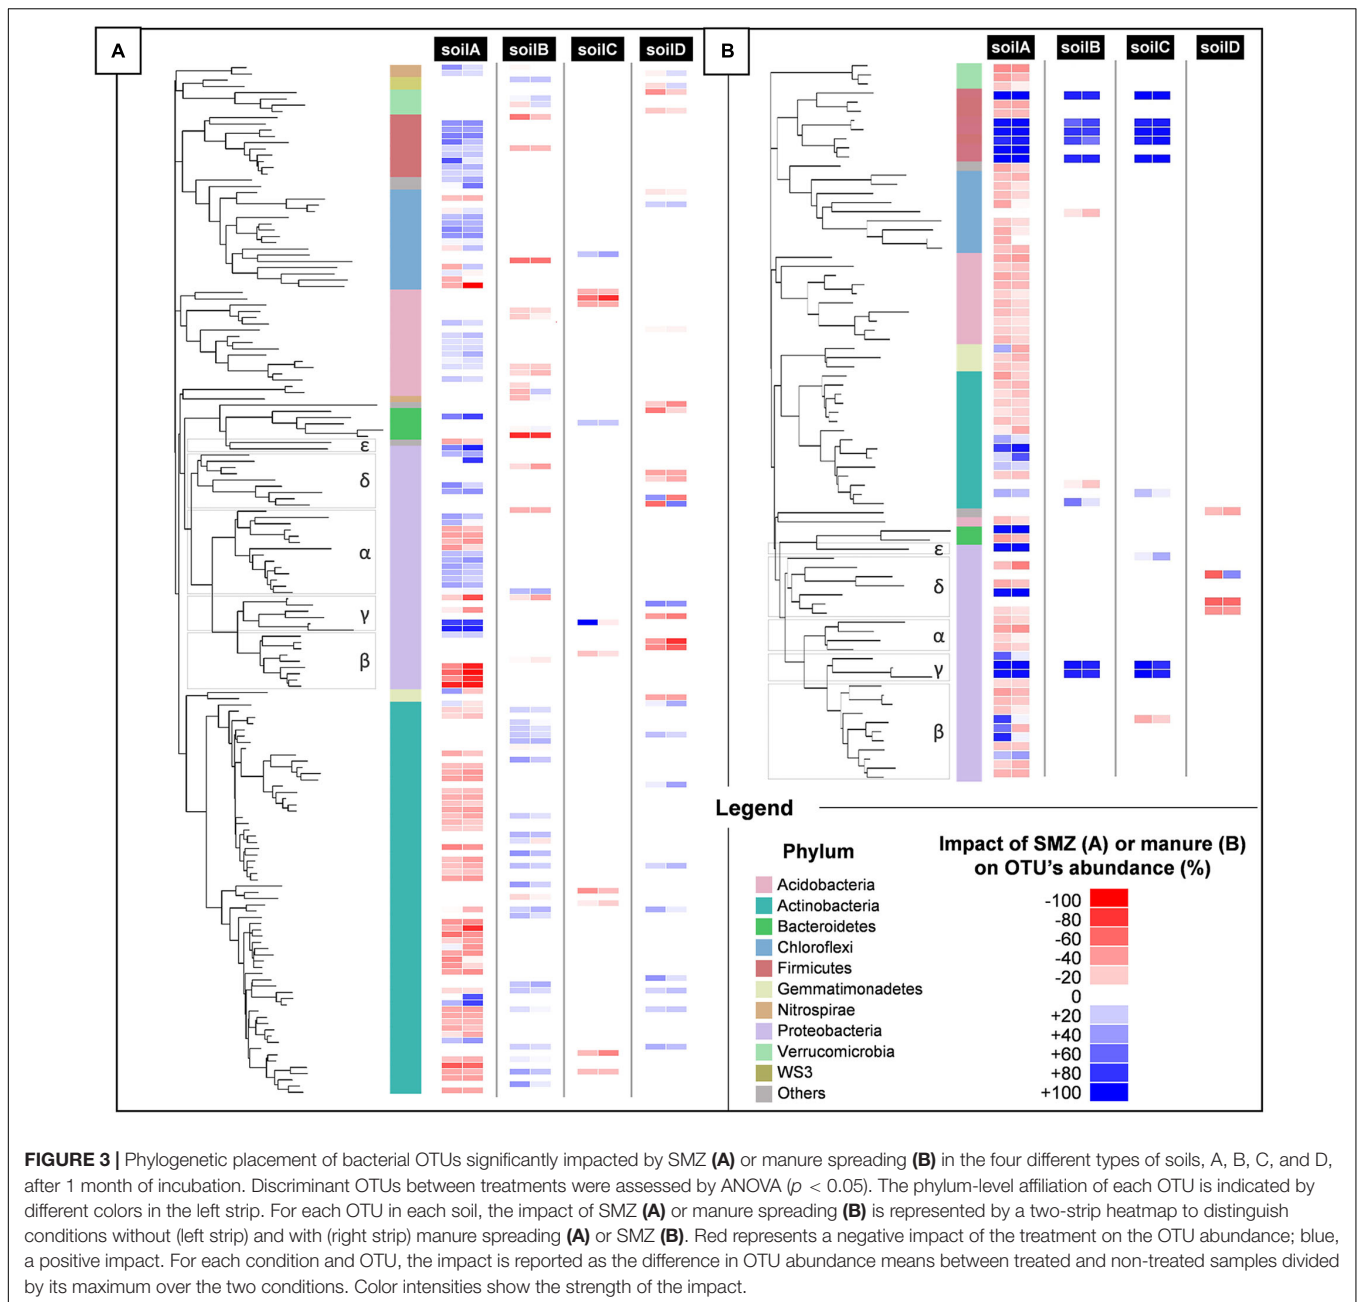 A
soilA
soilB
soilC
soilD
ε
δ
α
γ
β
B
soilA
soilB
soilC
soilD
ε
δ
α
γ
β
Legend
Phylum
Acidobacteria
Actinobacteria
Bacteroidetes
Chloroflexi
Firmicutes
Gemmatimonadetes
Nitrospirae
Proteobacteria
Verrucomicrobia
WS3
Others
Impact of SMZ (A) or manure (B)
on OTU's abundance (%)
-100
-80
-60
-40
-20
0
+20
+40
+60
+80
+100
FIGURE 3 | Phylogenetic placement of bacterial OTUs significantly impacted by SMZ (A) or manure spreading (B) in the four different types of soils, A, B, C, and D,
after 1 month of incubation. Discriminant OTUs between treatments were assessed by ANOVA (p < 0.05). The phylum-level affiliation of each OTU is indicated by
different colors in the left strip. For each OTU in each soil, the impact of SMZ (A) or manure spreading (B) is represented by a two-strip heatmap to distinguish
conditions without (left strip) and with (right strip) manure spreading (A) or SMZ (B). Red represents a negative impact of the treatment on the OTU abundance; blue,
a positive impact. For each condition and OTU, the impact is reported as the difference in OTU abundance means between treated and non-treated samples divided
by its maximum over the two conditions. Color intensities show the strength of the impact.